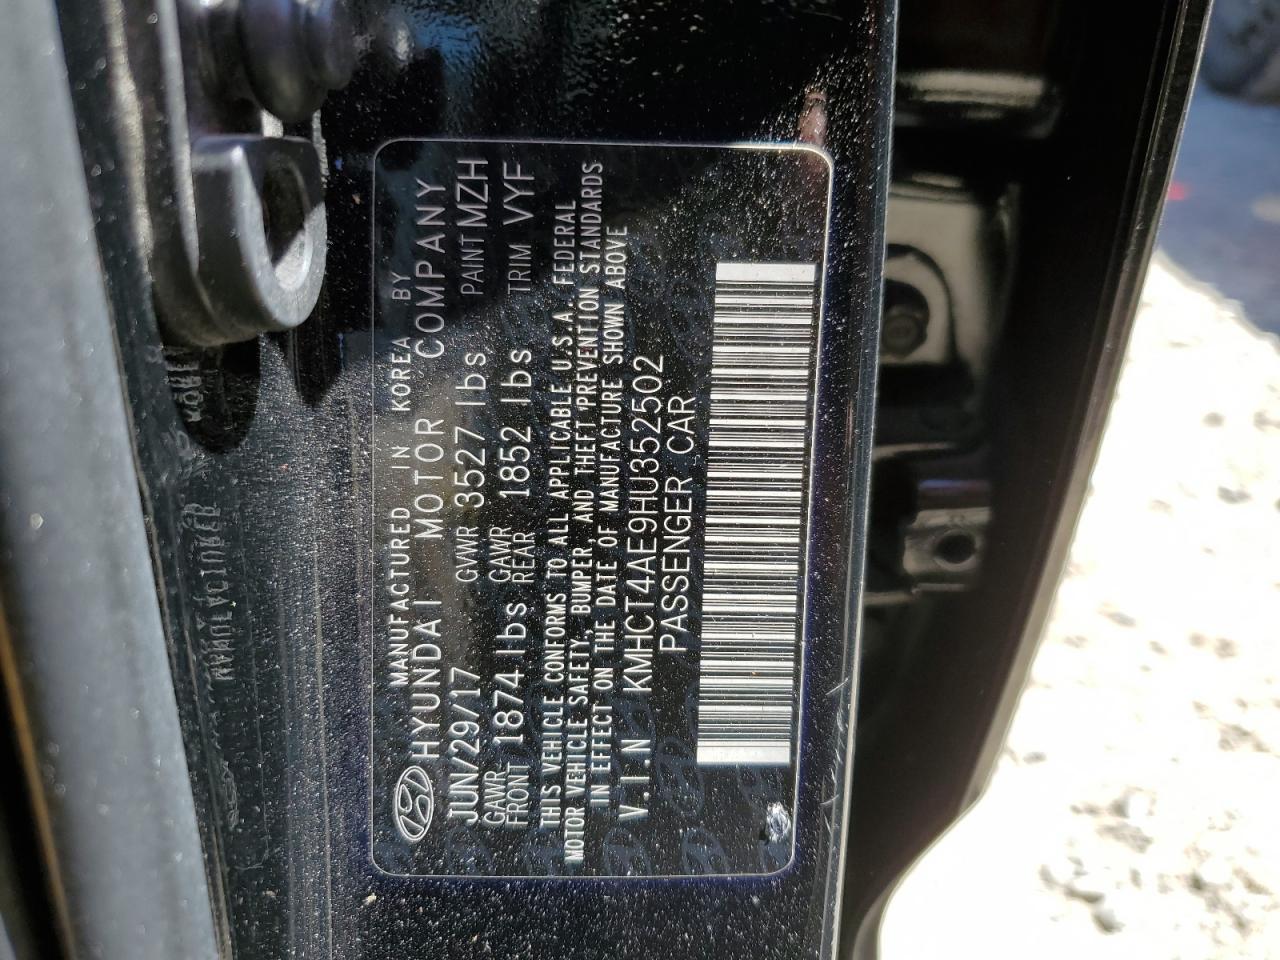 MANUFACTURED IN KOREA BY
HYUNDAI MOTOR COMPANY
JUN/29/17 GVWR 3527 lbs PAINT MZH
GAWR FRONT 1874 lbs GAWR REAR 1852 lbs TRIM VYF
THIS VEHICLE CONFORMS TO ALL APPLICABLE U.S.A. FEDERAL
MOTOR VEHICLE SAFETY, BUMPER AND THEFT PREVENTION STANDARDS
IN EFFECT ON THE DATE OF MANUFACTURE SHOWN ABOVE
V.I.N KMHCT4AE9HU352502
PASSENGER CAR